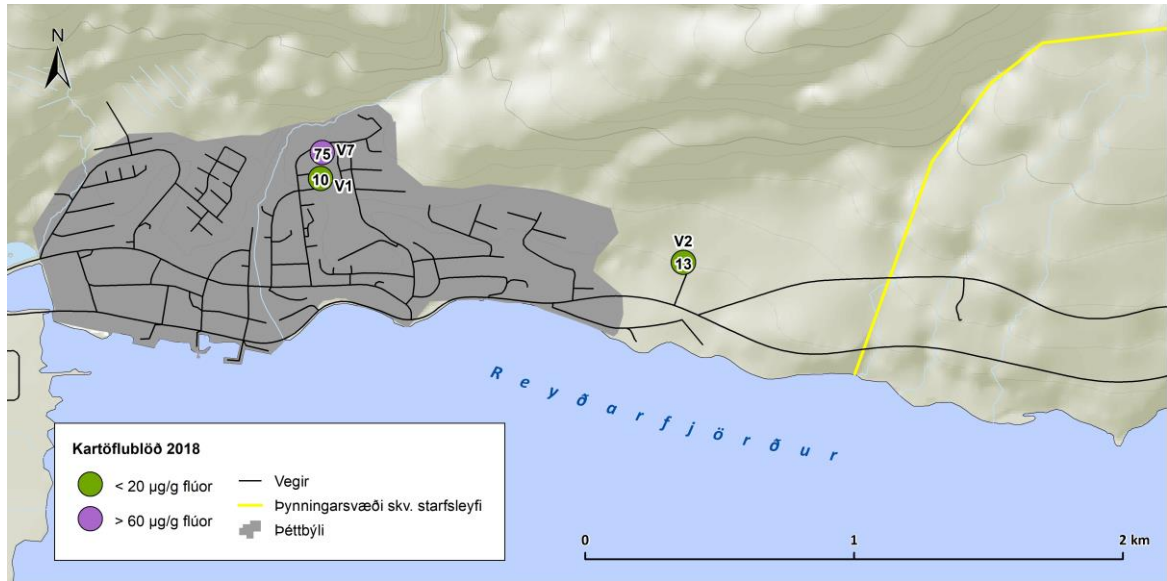 N
75 V7
10 V1
V2
13
Reyðarfjörður
Kartöflublöð 2018
< 20 µg/g flúor
> 60 µg/g flúor
Vegir
Þynningarsvæði skv. starfsleyfi
Þéttbýli
0 1 2 km